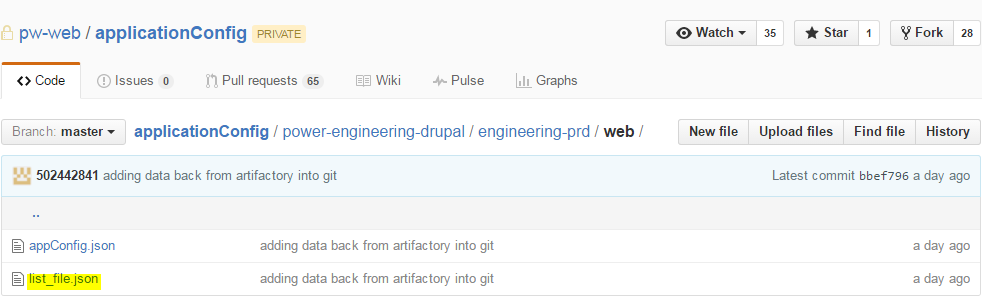 pw-web / applicationConfig PRIVATE Watch 35 Star 1 Fork 28
Code Issues 0 Pull requests 65 Wiki Pulse Graphs
Branch: master applicationConfig / power-engineering-drupal / engineering-prd / web / New file Upload files Find file History
502442841 adding data back from artifactory into git Latest commit bbef796 a day ago
..
appConfig.json adding data back from artifactory into git a day ago
list_file.json adding data back from artifactory into git a day ago